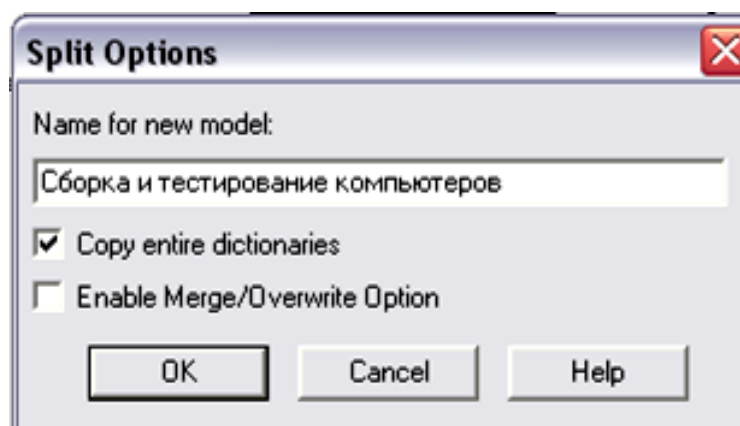 Split Options
Name for new model:
Сборка и тестирование компьютеров
Copy entire dictionaries
Enable Merge/Overwrite Option
OK Cancel Help